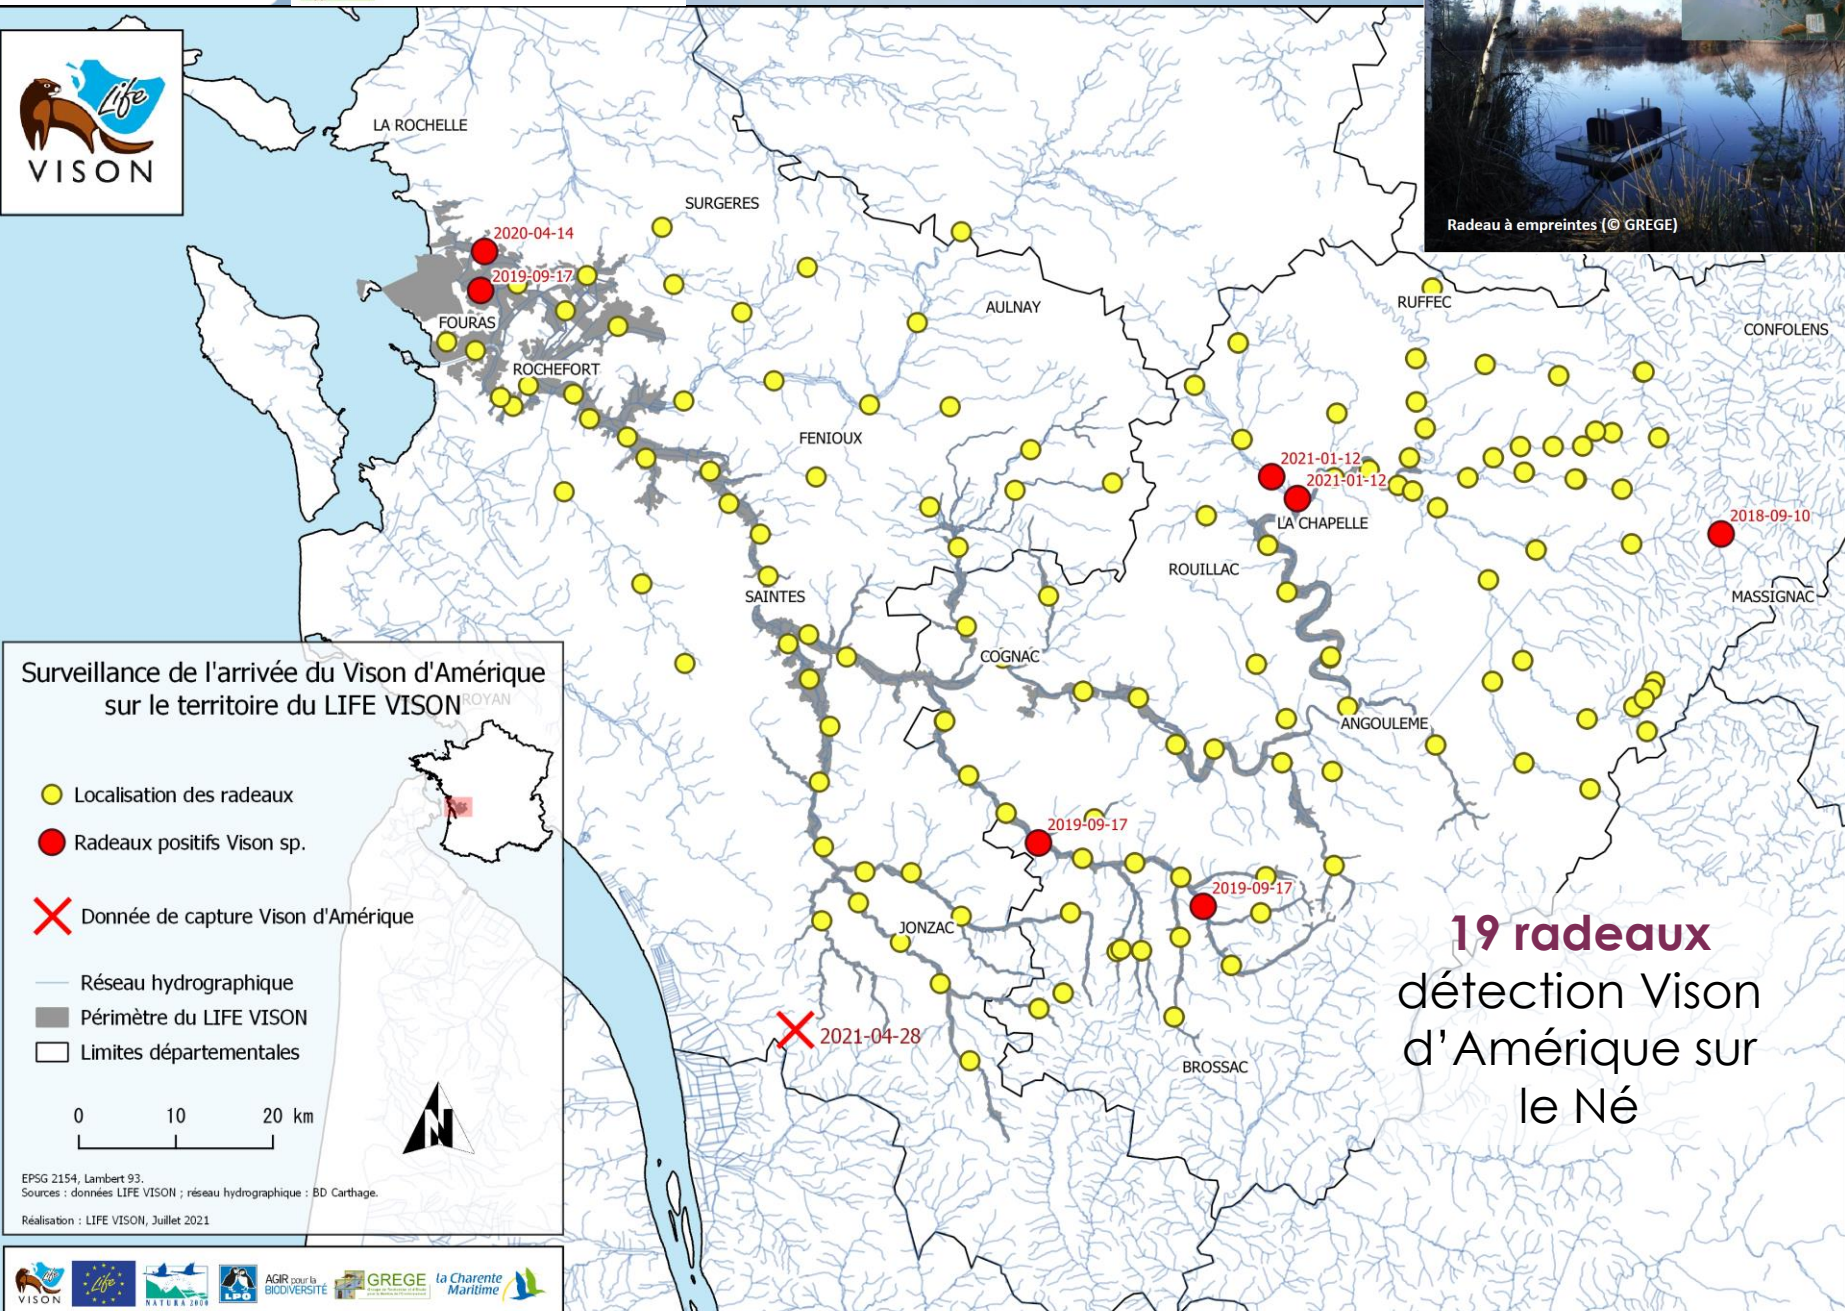 Life
VISON
LA ROCHELLE
SURGERES
Radeau à empreintes (© GREGE)
2020-04-14
2019-09-17
FOURAS
AULNAY
RUFFEC
CONFOLENS
ROCHEFORT
FENIOUX
2021-01-12
2021-01-12
LA CHAPELLE
2018-09-10
ROUILLAC
MASSIGNAC
SAINTES
COGNAC
ANGOULEME
2019-09-17
2019-09-17
JONZAC
2021-04-28
BROSSAC
19 radeaux
détection Vison
d’Amérique sur
le Né
Surveillance de l'arrivée du Vison d'Amérique
sur le territoire du LIFE VISON
ROYAN
Localisation des radeaux
Radeaux positifs Vison sp.
Donnée de capture Vison d'Amérique
Réseau hydrographique
Périmètre du LIFE VISON
Limites départementales
0 10 20 km
N
EPSG 2154, Lambert 93.
Sources : données LIFE VISON ; réseau hydrographique : BD Carthage.
Réalisation : LIFE VISON, Juillet 2021
VISON
Life
NATURA 2000
LPO
AGIR pour la
BIODIVERSITÉ
GREGE
la Charente
Maritime